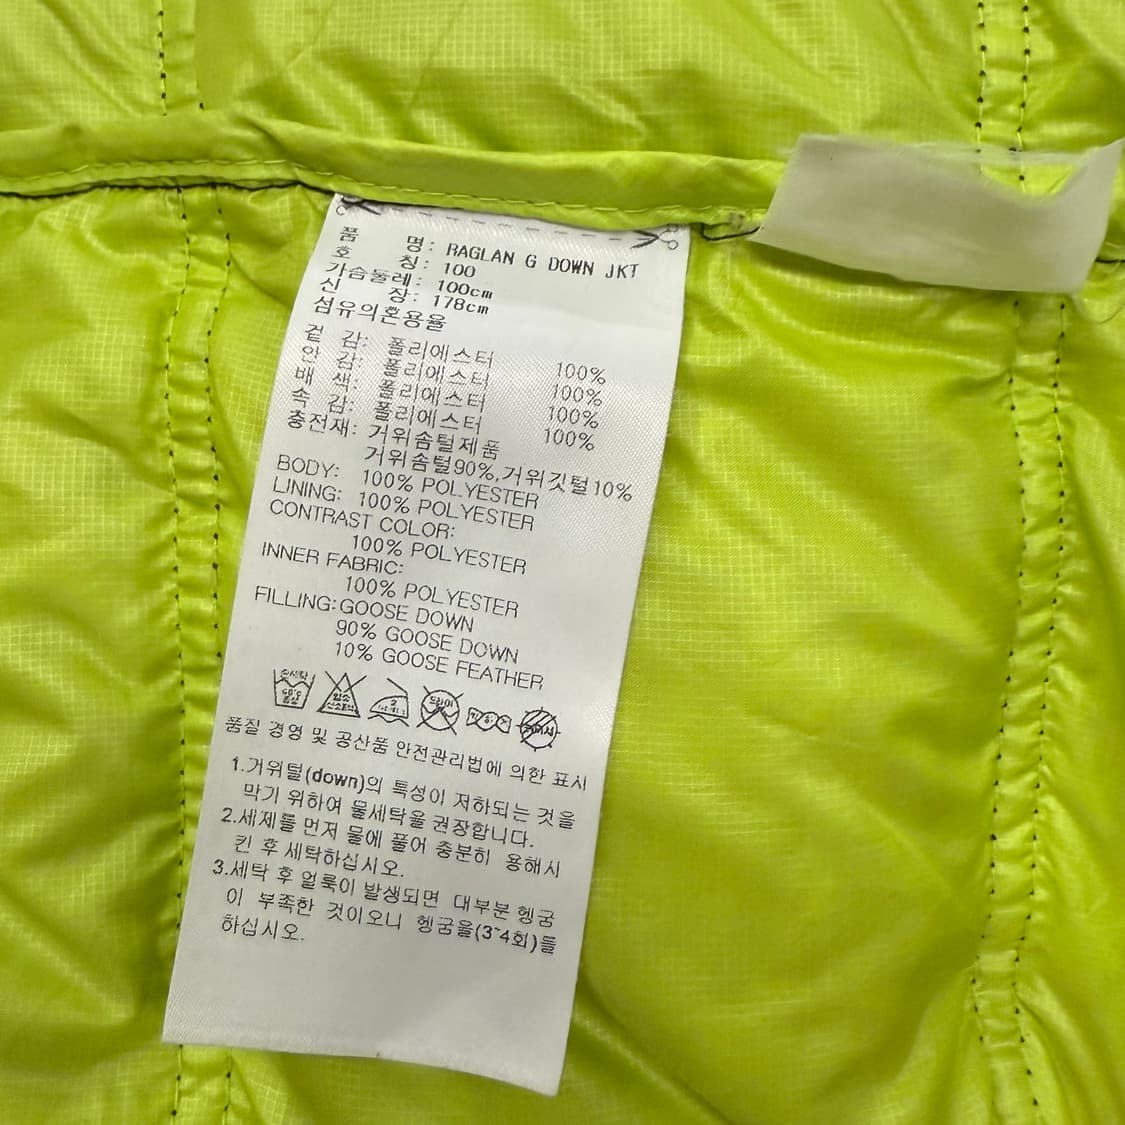 품 명: RAGLAN G DOWN JKT
호 칭: 100
가슴둘레: 100cm
신 장: 178cm
섬유의혼용율
겉 감: 폴리에스터 100%
안 감: 폴리에스터 100%
배 색: 폴리에스터 100%
속 감: 폴리에스터 100%
충전재: 거위솜털제품
거위솜털90%,거위깃털10%
BODY: 100% POLYESTER
LINING: 100% POLYESTER
CONTRAST COLOR:
100% POLYESTER
INNER FABRIC:
100% POLYESTER
FILLING:GOOSE DOWN
90% GOOSE DOWN
10% GOOSE FEATHER
품질 경영 및 공산품 안전관리법에 의한 표시
1.거위털(down)의 특성이 저하되는 것을
막기 위하여 물세탁을 권장합니다.
2.세제를 먼저 물에 풀어 충분히 용해시
킨 후 세탁하십시오.
3.세탁 후 얼룩이 발생되면 대부분 헹굼
이 부족한 것이오니 헹굼을(3~4회)를
하십시오.